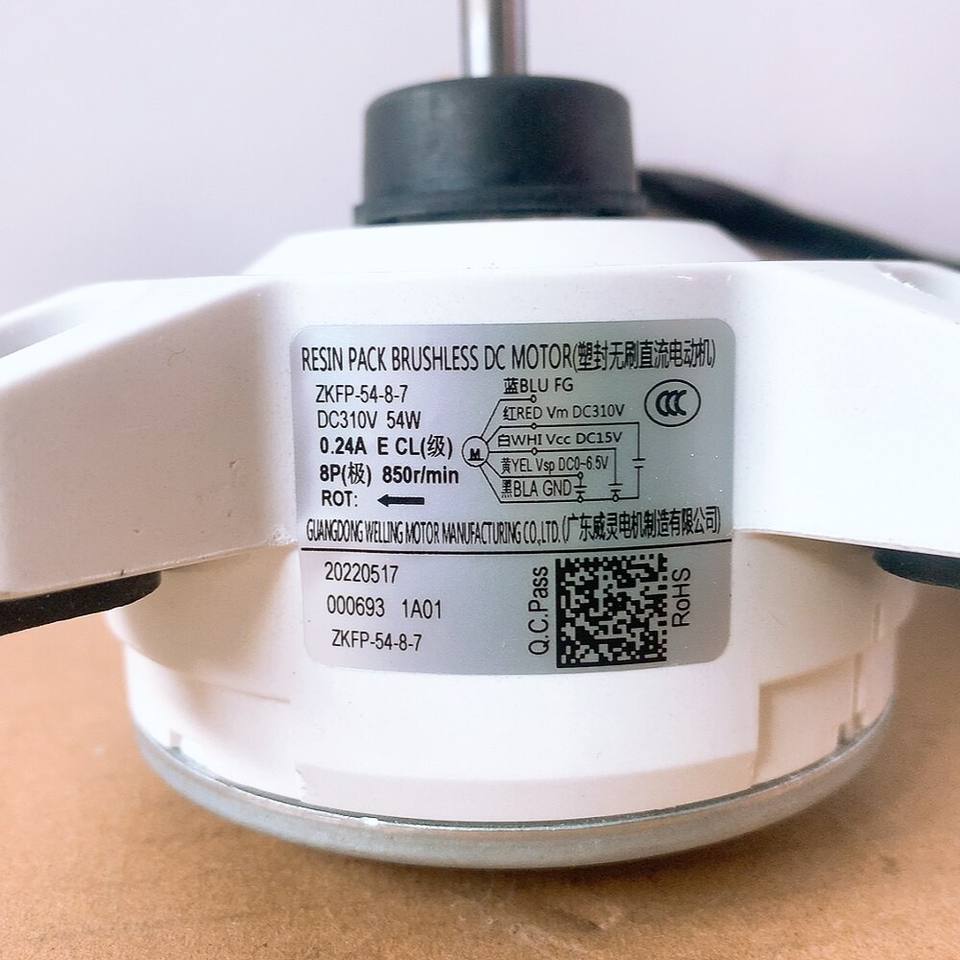 RESIN PACK BRUSHLESS DC MOTOR(塑封无刷直流电动机)
ZKFP-54-8-7
DC310V 54W
0.24A E CL(级)
8P(极) 850r/min
ROT:
蓝BLU FG
红RED Vm DC310V
白WHI Vcc DC15V
黄YEL Vsp DC0~6.5V
黑BLA GND
M
CCC
GUANGDONG WELLING MOTOR MANUFACTURING CO.,LTD.(广东威灵电机制造有限公司)
20220517
000693 1A01
ZKFP-54-8-7
Q.C.Pass
RoHS